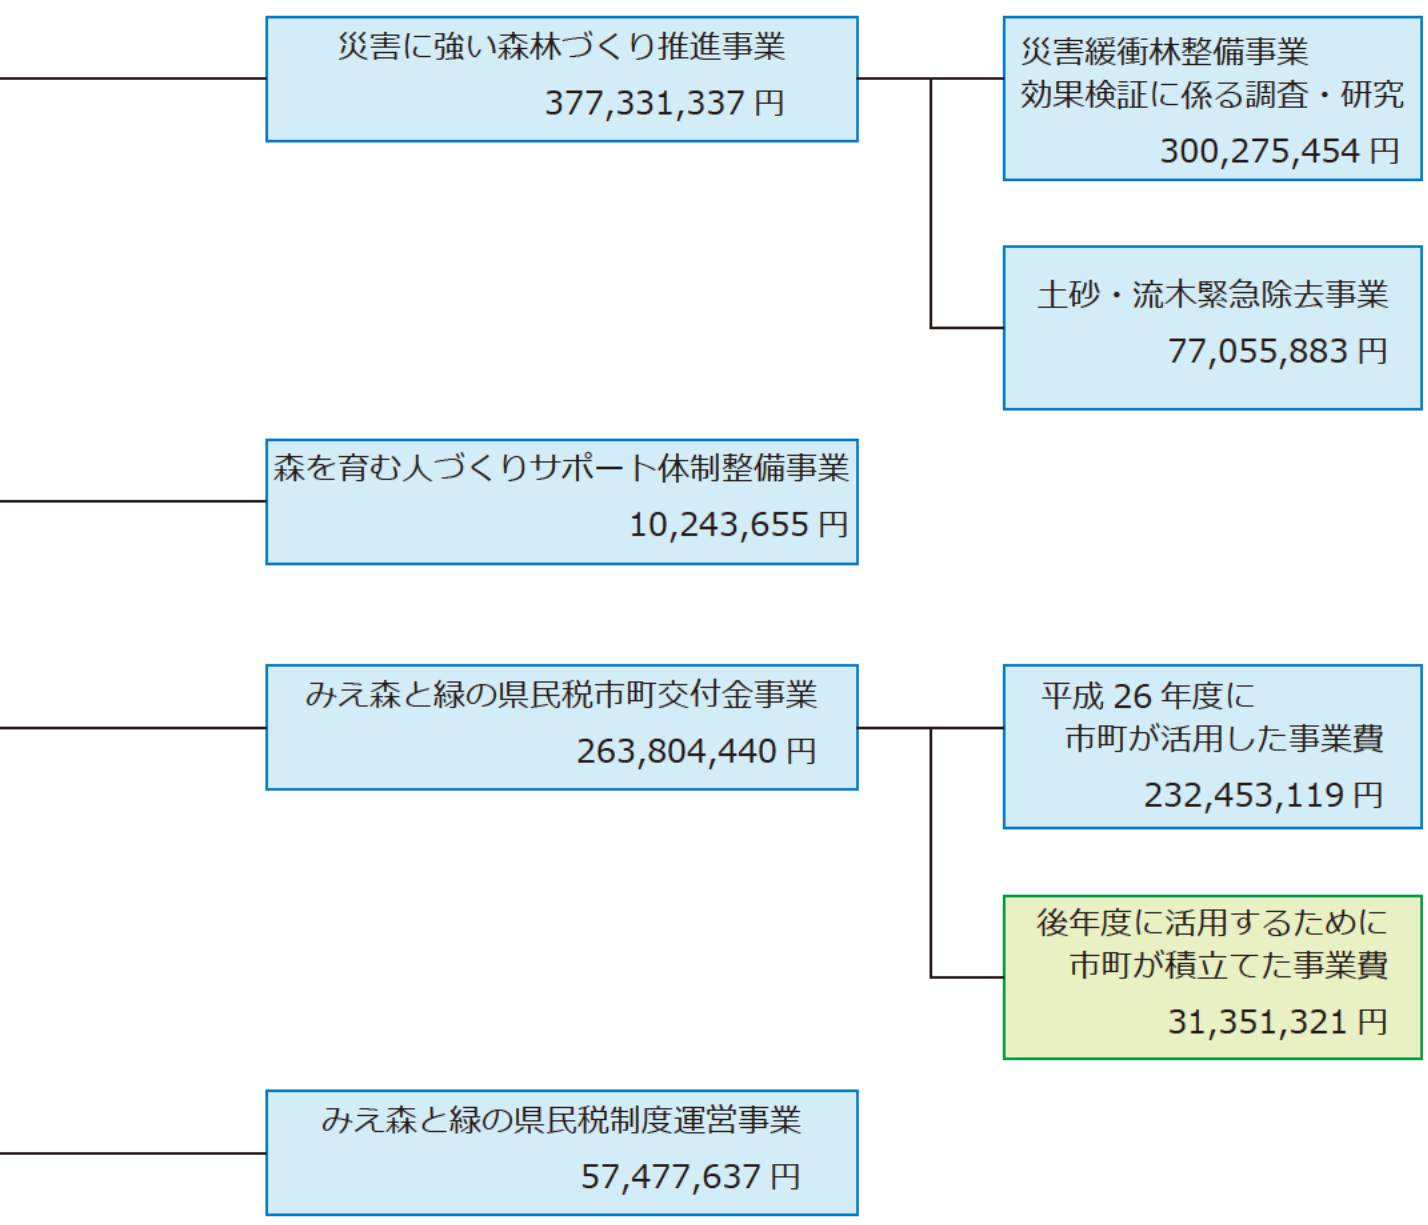 災害に強い森林づくり推進事業
377,331,337 円
災害緩衝林整備事業
効果検証に係る調査・研究
300,275,454 円
土砂・流木緊急除去事業
77,055,883 円
森を育む人づくりサポート体制整備事業
10,243,655 円
みえ森と緑の県民税市町交付金事業
263,804,440 円
平成 26 年度に
市町が活用した事業費
232,453,119 円
後年度に活用するために
市町が積立てた事業費
31,351,321 円
みえ森と緑の県民税制度運営事業
57,477,637 円